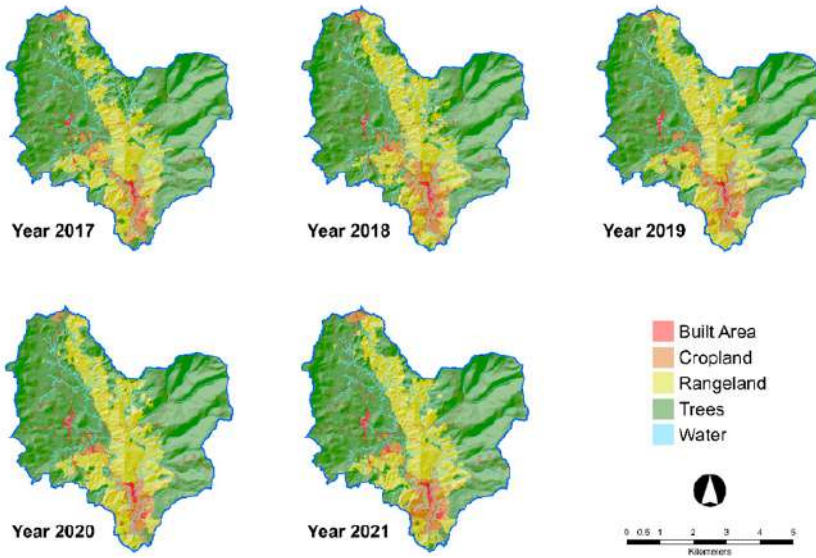 Year 2017
Year 2018
Year 2019
Year 2020
Year 2021
Built Area
Cropland
Rangeland
Trees
Water
0 0.5 1 2 3 4 5
Kilometers